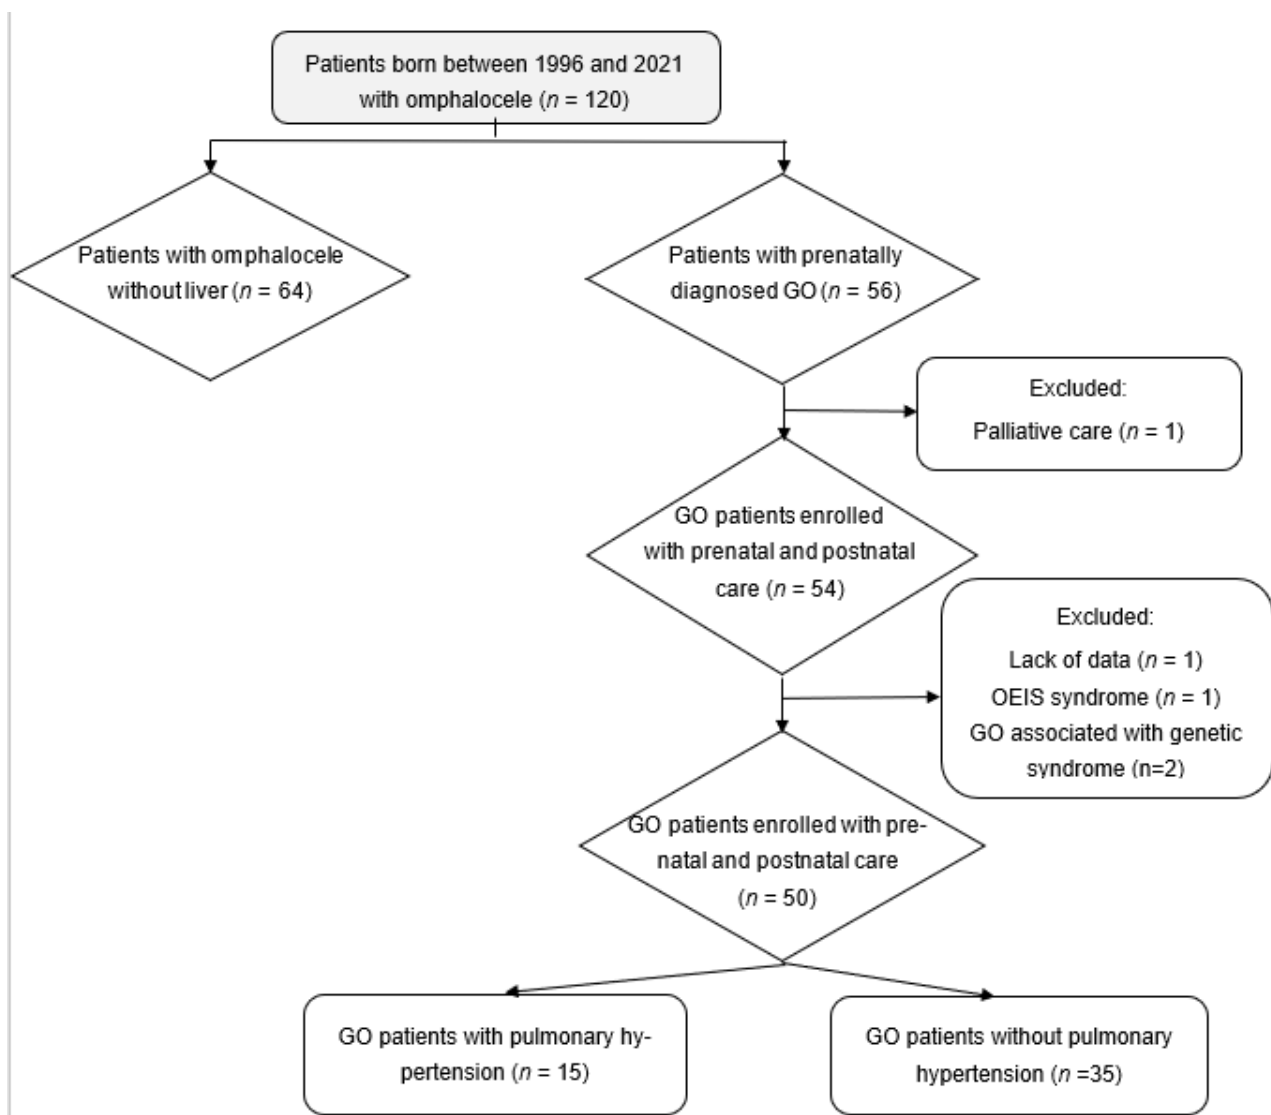 Patients born between 1996 and 2021
with omphalocele (n = 120)
Patients with omphalocele
without liver (n = 64)
Patients with prenatally
diagnosed GO (n = 56)
Excluded:
Palliative care (n = 1)
GO patients enrolled
with prenatal and postnatal
care (n = 54)
Excluded:
Lack of data (n = 1)
OEIS syndrome (n = 1)
GO associated with genetic
syndrome (n=2)
GO patients enrolled with pre-
natal and postnatal care
(n = 50)
GO patients with pulmonary hy-
pertension (n = 15)
GO patients without pulmonary
hypertension (n =35)